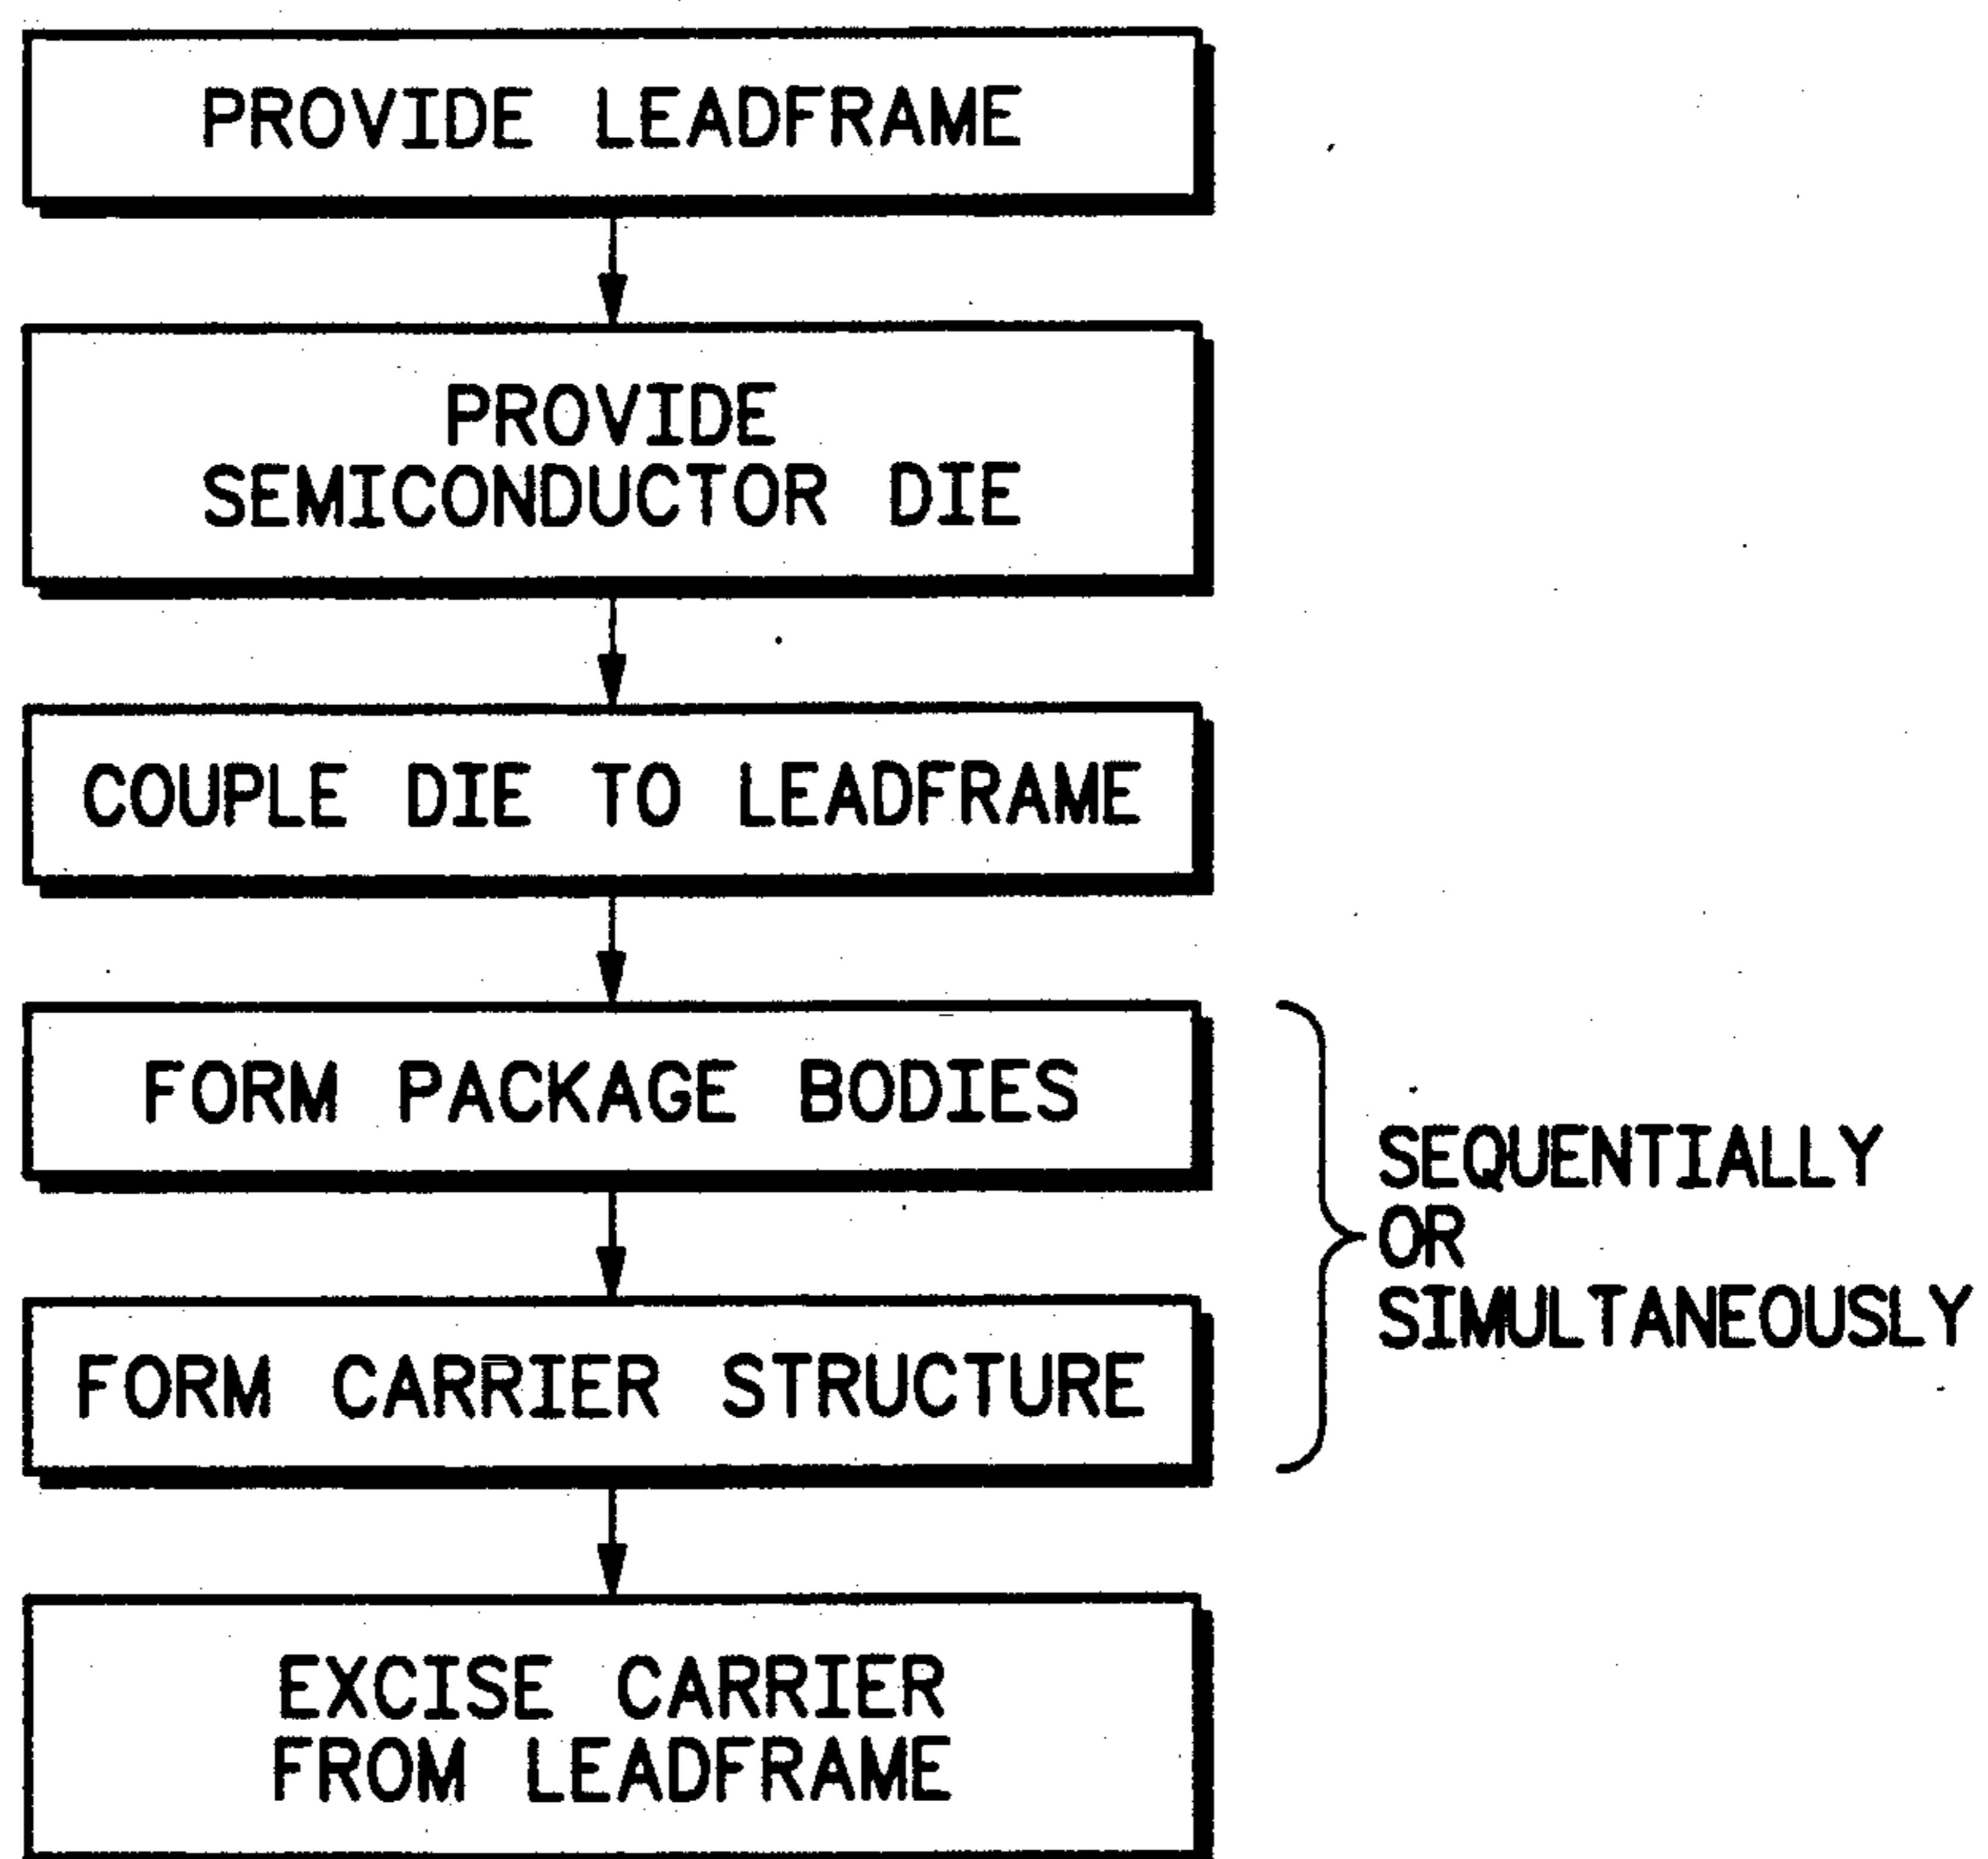 PROVIDE LEADFRAME
PROVIDE
SEMICONDUCTOR DIE
COUPLE DIE TO LEADFRAME
FORM PACKAGE BODIES
FORM CARRIER STRUCTURE
SEQUENTIALLY
OR
SIMULTANEOUSLY
EXCISE CARRIER
FROM LEADFRAME